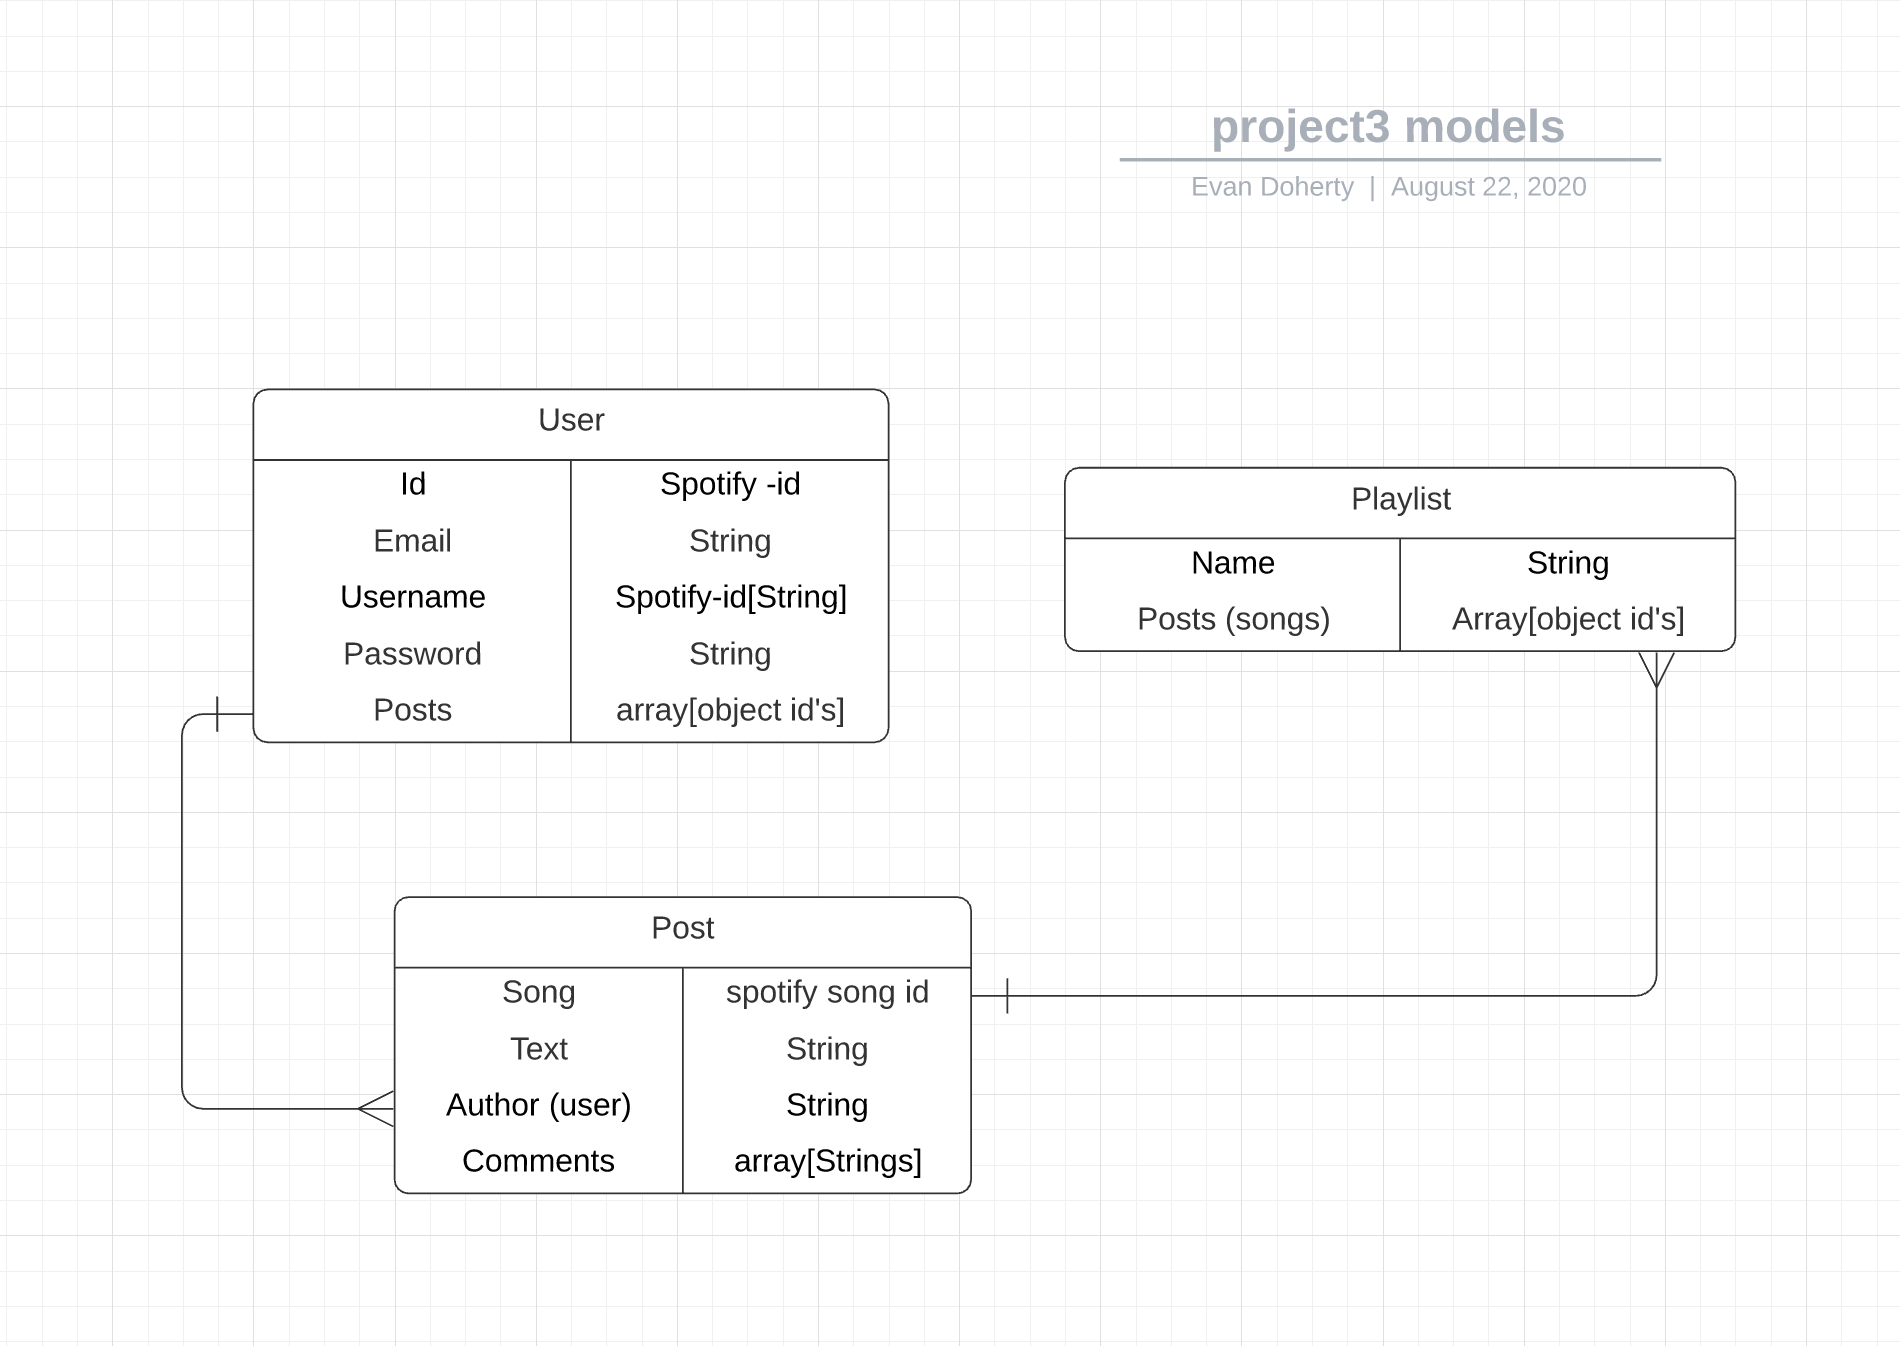 project3 models
Evan Doherty | August 22, 2020
User
Id Spotify -id
Email String
Username Spotify-id[String]
Password String
Posts array[object id's]
Playlist
Name String
Posts (songs) Array[object id's]
Post
Song spotify song id
Text String
Author (user) String
Comments array[Strings]